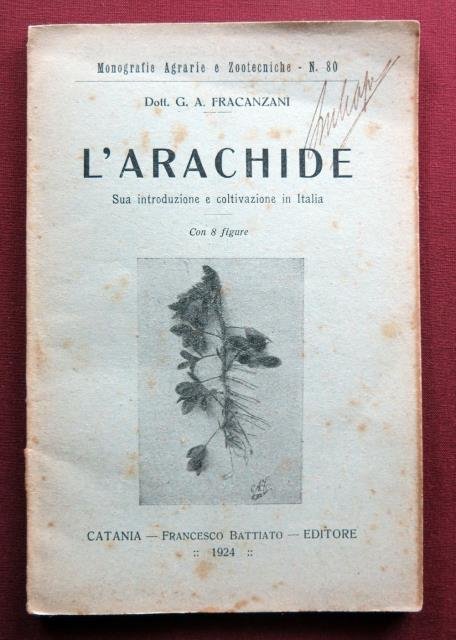 Monografie Agrarie e Zootecniche - N. 80
Dott. G. A. FRACANZANI
L'ARACHIDE
Sua introduzione e coltivazione in Italia
Con 8 figure
CATANIA — FRANCESCO BATTIATO — EDITORE
:: 1924 ::